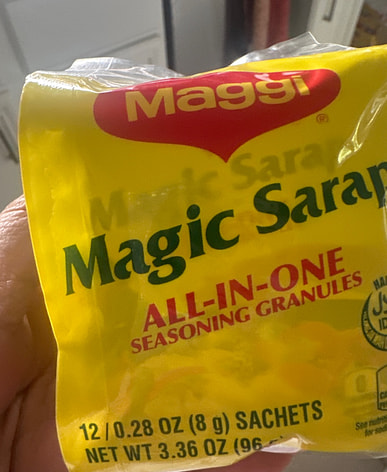 Maggi
®
Magic Sarap
ALL-IN-ONE
SEASONING GRANULES
12 / 0.28 OZ (8 g) SACHETS
NET WT 3.36 OZ (96